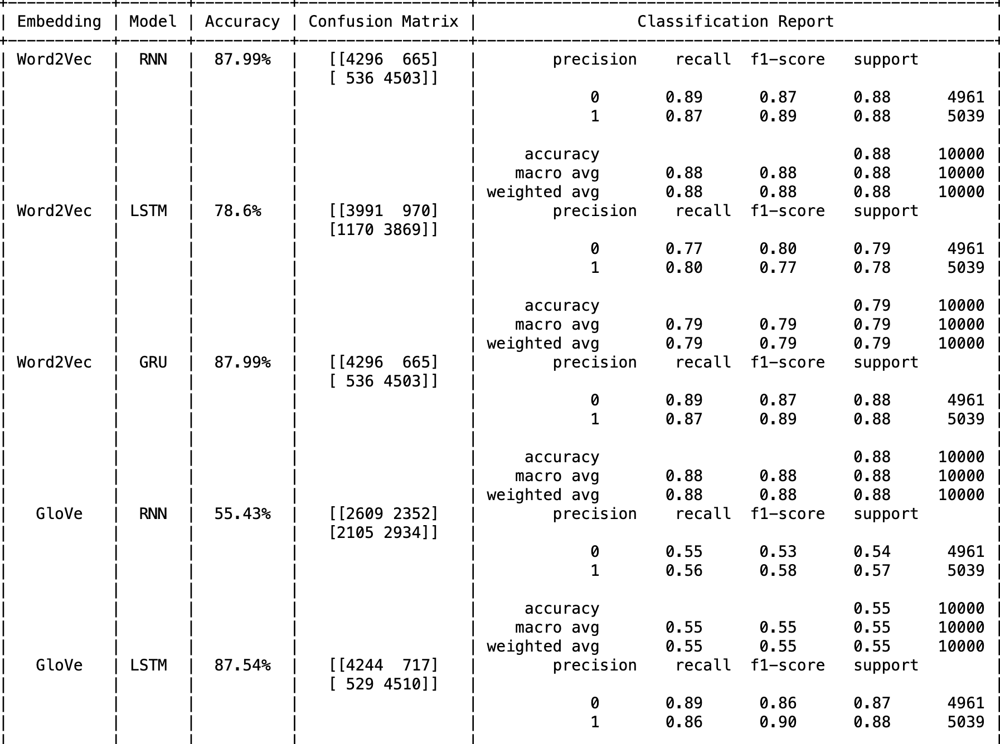 | Embedding | Model | Accuracy | Confusion Matrix | Classification Report |
| Word2Vec | RNN | 87.99% | [[4296 665] | precision recall f1-score support
[ 536 4503]]
0 0.89 0.87 0.88 4961
1 0.87 0.89 0.88 5039
accuracy 0.88 10000
macro avg 0.88 0.88 0.88 10000
weighted avg 0.88 0.88 0.88 10000
| Word2Vec | LSTM | 78.6% | [[3991 970] | precision recall f1-score support
[1170 3869]]
0 0.77 0.80 0.79 4961
1 0.80 0.77 0.78 5039
accuracy 0.79 10000
macro avg 0.79 0.79 0.79 10000
weighted avg 0.79 0.79 0.79 10000
| Word2Vec | GRU | 87.99% | [[4296 665] | precision recall f1-score support
[ 536 4503]]
0 0.89 0.87 0.88 4961
1 0.87 0.89 0.88 5039
accuracy 0.88 10000
macro avg 0.88 0.88 0.88 10000
weighted avg 0.88 0.88 0.88 10000
| GloVe | RNN | 55.43% | [[2609 2352] | precision recall f1-score support
[2105 2934]]
0 0.55 0.53 0.54 4961
1 0.56 0.58 0.57 5039
accuracy 0.55 10000
macro avg 0.55 0.55 0.55 10000
weighted avg 0.55 0.55 0.55 10000
| GloVe | LSTM | 87.54% | [[4244 717] | precision recall f1-score support
[ 529 4510]]
0 0.89 0.86 0.87 4961
1 0.86 0.90 0.88 5039